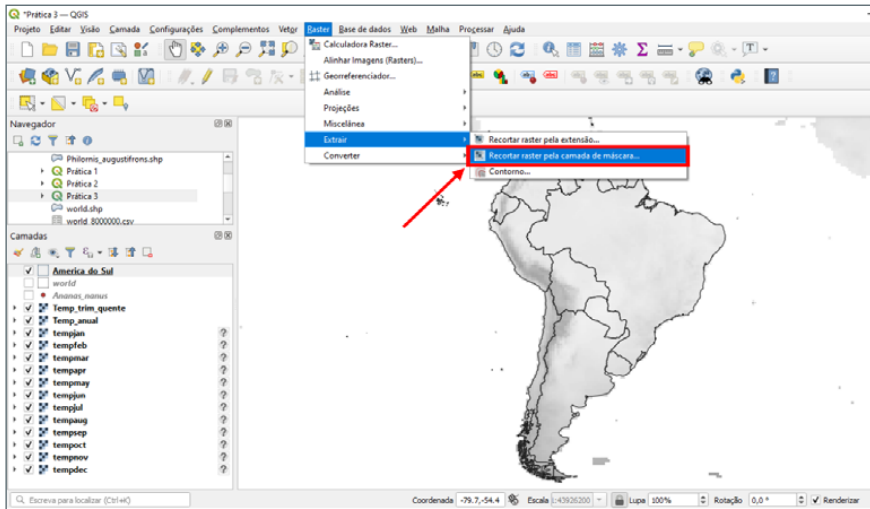 *Prática 3 — QGIS
Projeto Editar Visão Camada Configurações Complementos Vetor Raster Base de dados Web Malha Processar Ajuda
Calculadora Raster...
Alinhar Imagens (Rasters)...
Georreferenciador...
Análise
Projeções
Miscelânea
Extrair
Converter
Recortar raster pela extensão...
Recortar raster pela camada de máscara...
Contorno...
Navegador
Philornis_augustifrons.shp
Prática 1
Prática 2
Prática 3
world.shp
world_8000000.csv
Camadas
America do Sul
world
Ananas_nanus
Temp_trim_quente
Temp_anual
tempjan
tempfeb
tempmar
tempapr
tempmay
tempjun
tempjul
tempaug
tempsep
tempoct
tempnov
tempdec
Escreva para localizar (Ctrl+K)
Coordenada -79.7,-54.4 Escala 1:43926200 Lupa 100% Rotação 0,0 ° Renderizar